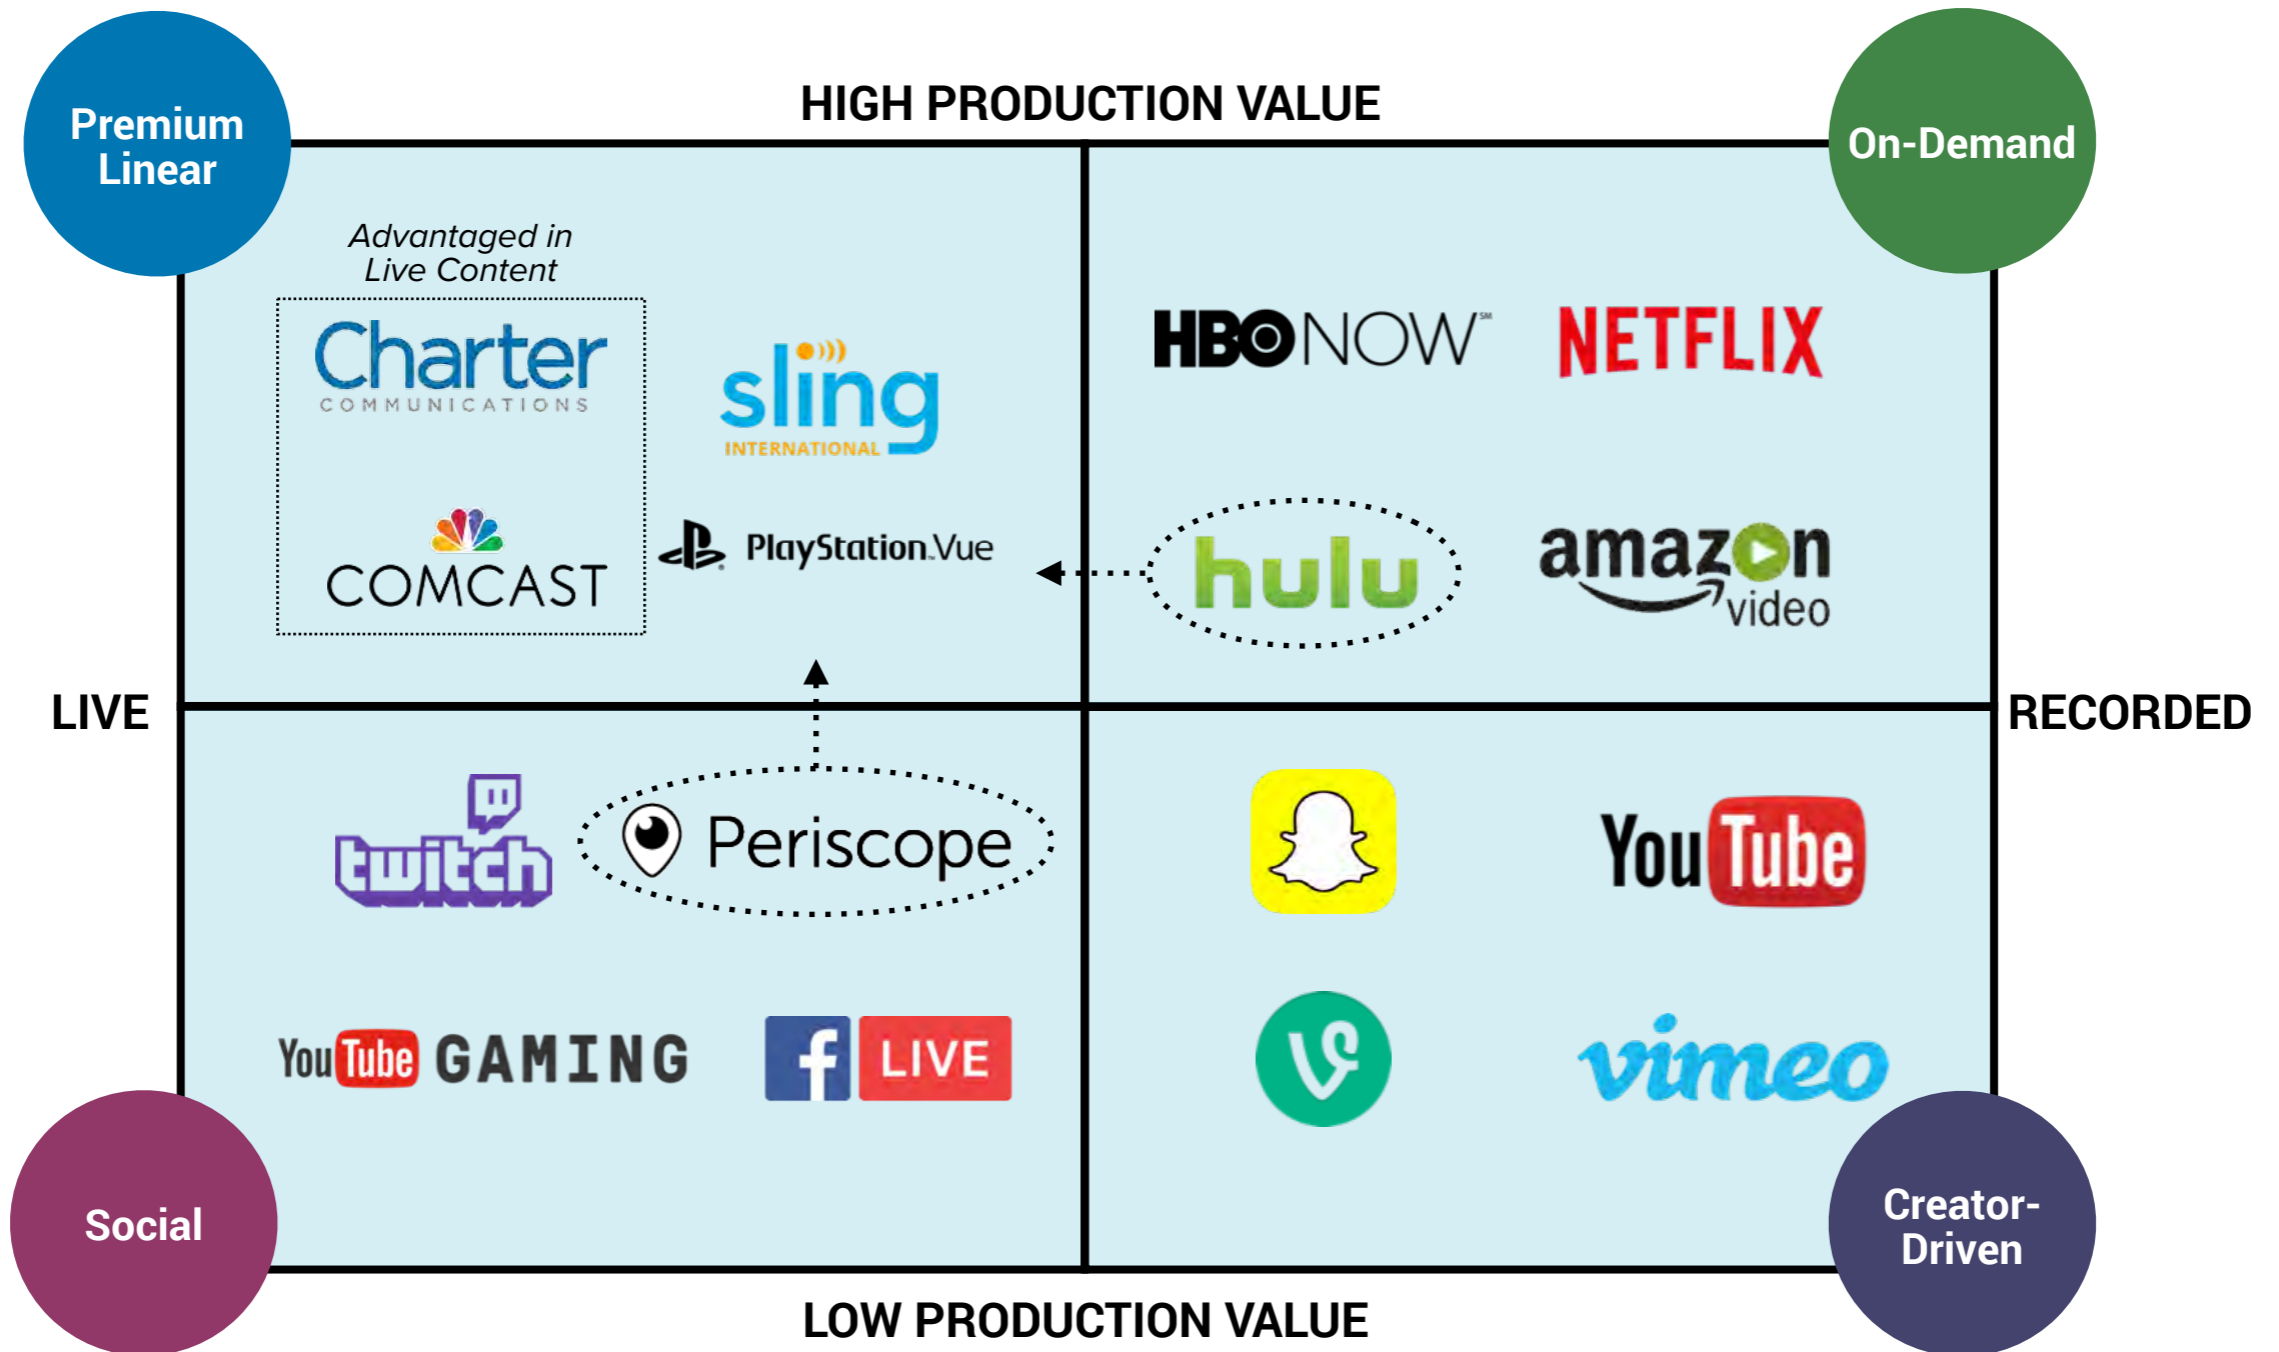 Premium
Linear
HIGH PRODUCTION VALUE
On-Demand
Advantaged in
Live Content
Charter
COMMUNICATIONS
sling
INTERNATIONAL
COMCAST
PlayStation.Vue
HBO NOW℠
NETFLIX
hulu
amazon
video
LIVE
RECORDED
twitch
Periscope
YouTube GAMING
f LIVE
YouTube
vimeo
Social
Creator-
Driven
LOW PRODUCTION VALUE